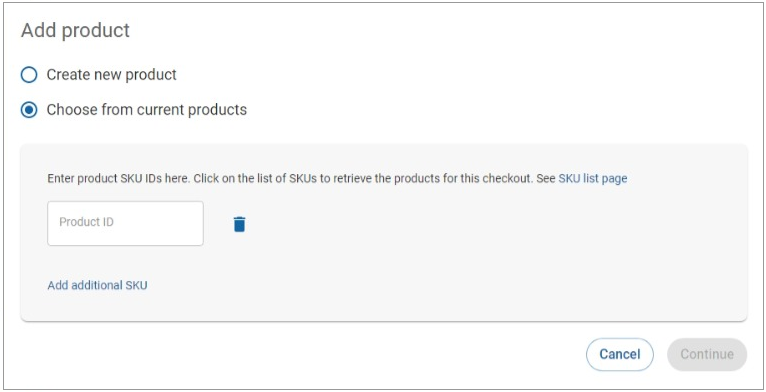 Add product
Create new product
Choose from current products
Enter product SKU IDs here. Click on the list of SKUs to retrieve the products for this checkout. See SKU list page
Product ID
Add additional SKU
Cancel
Continue